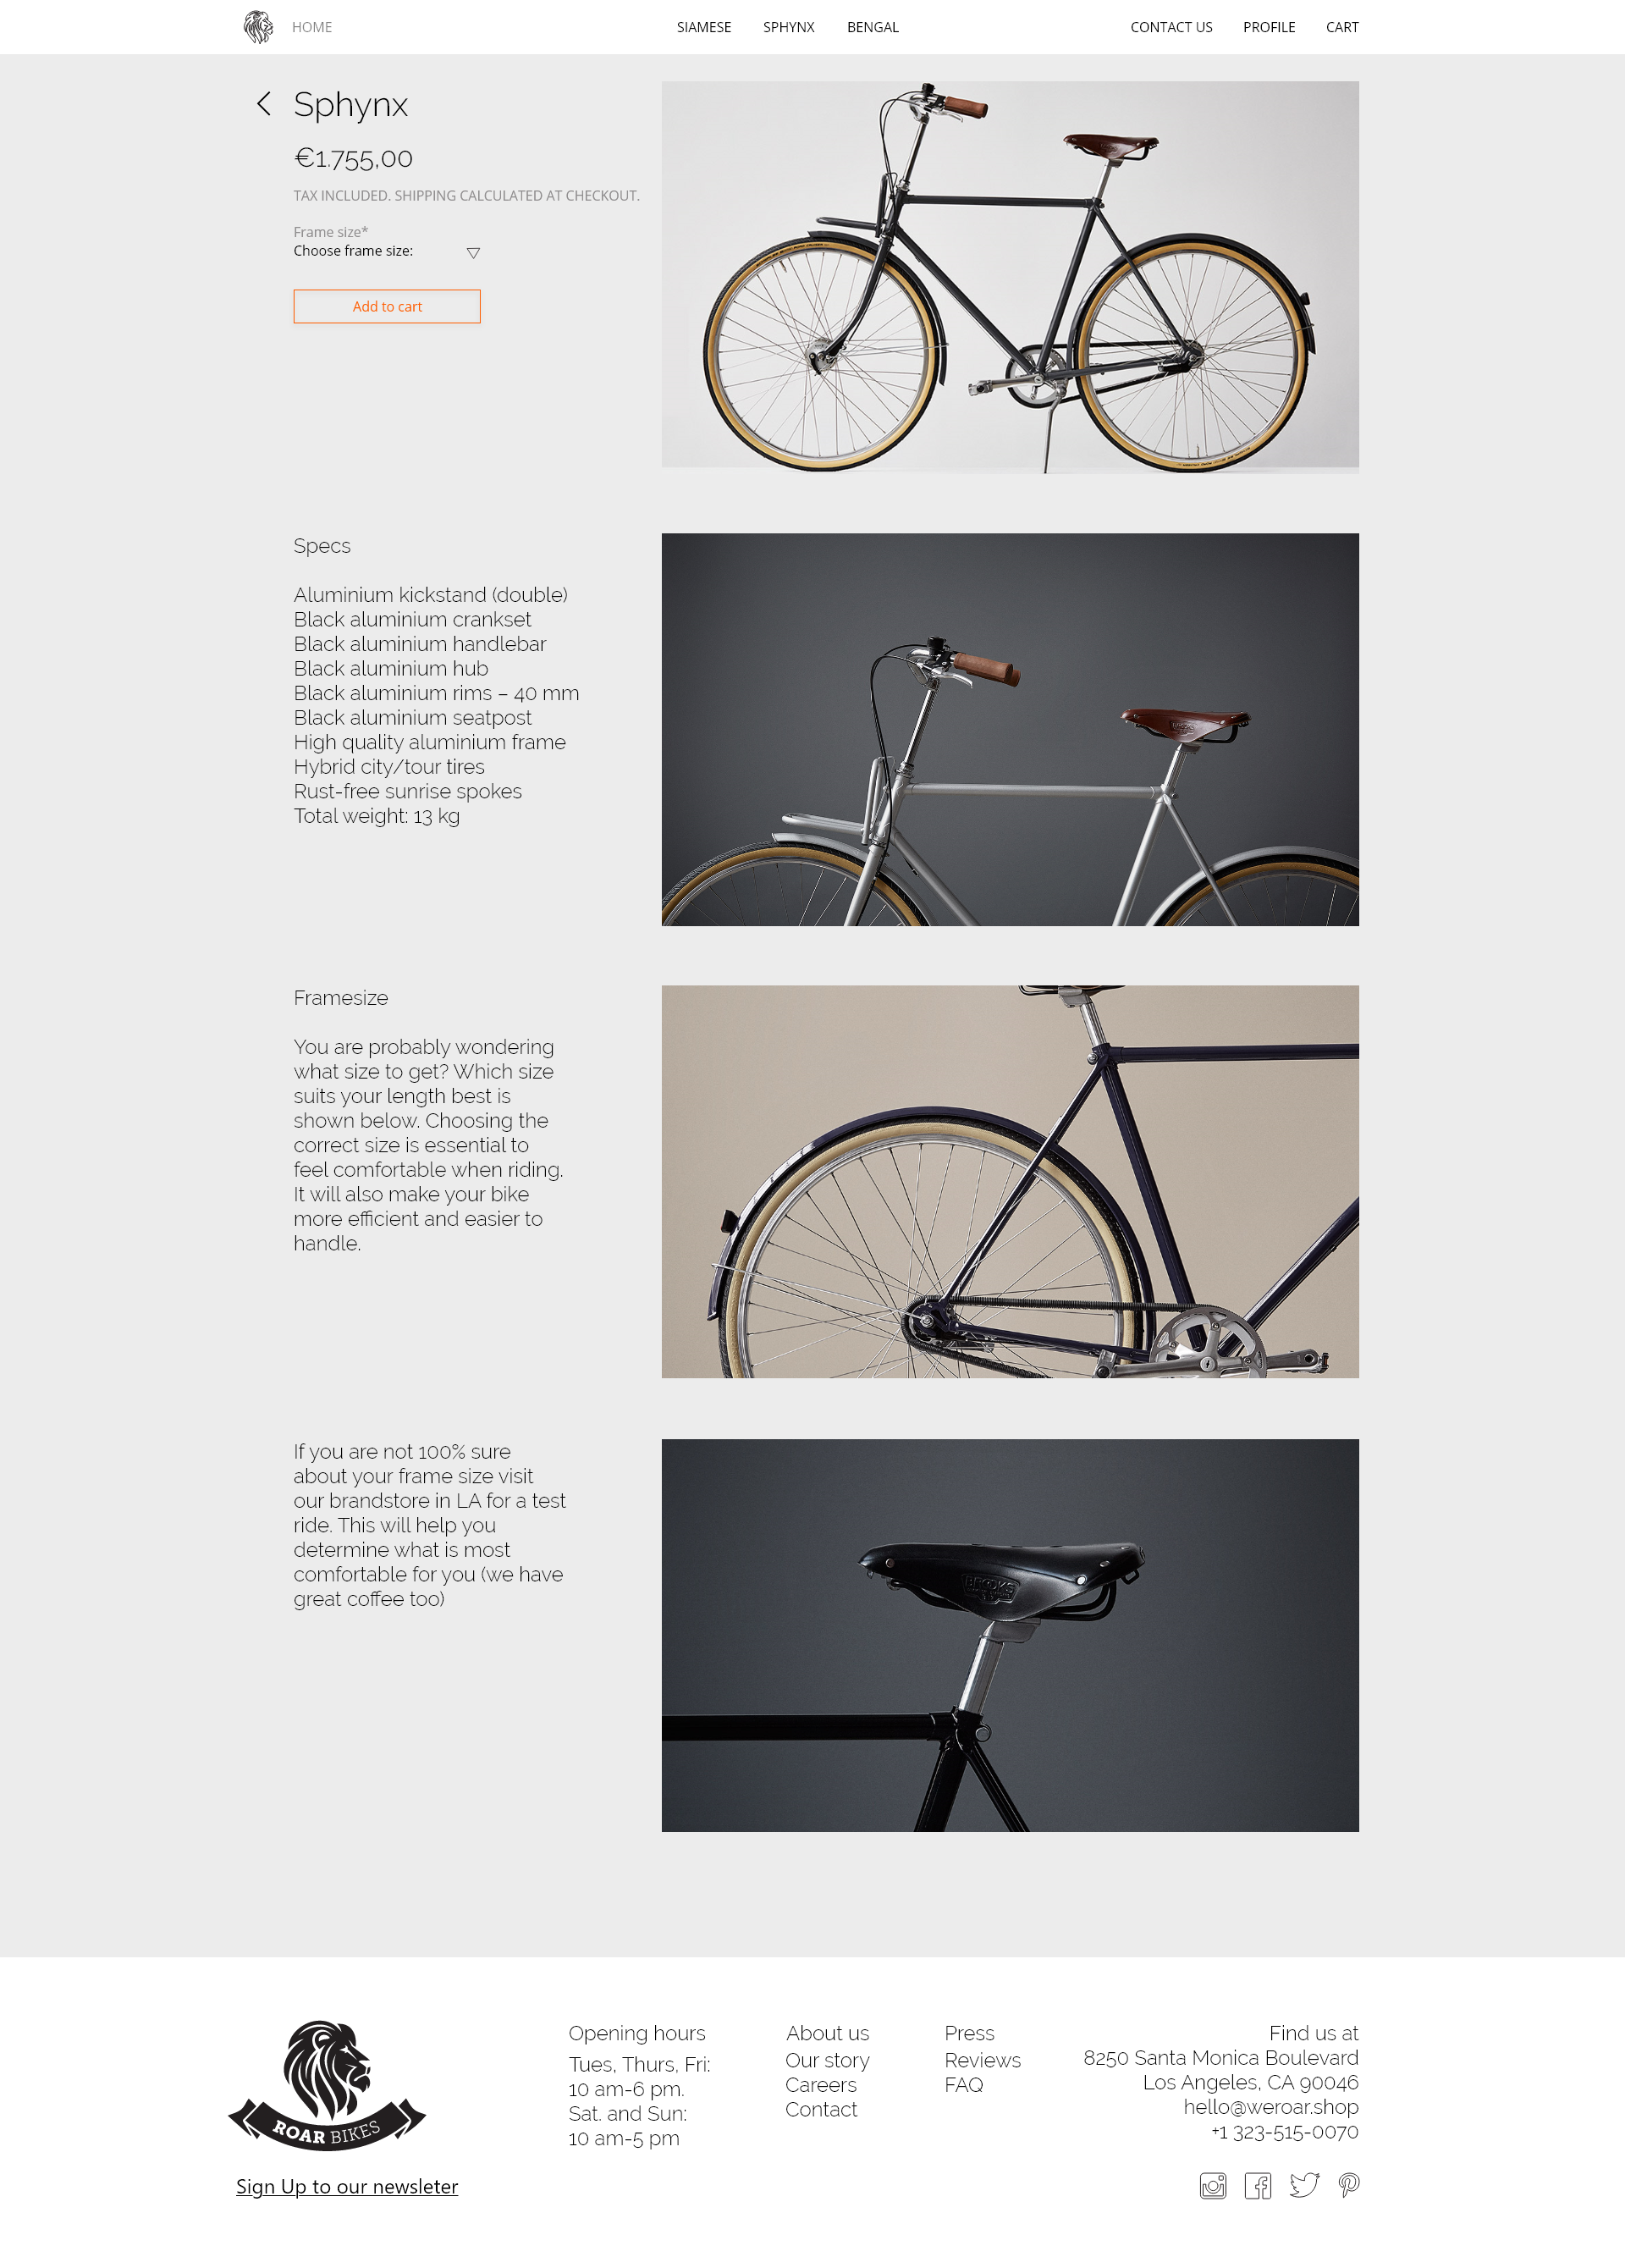 HOME
SIAMESE
SPHYNX
BENGAL
CONTACT US
PROFILE
CART
Sphynx
€1.755,00
TAX INCLUDED. SHIPPING CALCULATED AT CHECKOUT.
Frame size*
Choose frame size:
Add to cart
Specs
Aluminium kickstand (double)
Black aluminium crankset
Black aluminium handlebar
Black aluminium hub
Black aluminium rims – 40 mm
Black aluminium seatpost
High quality aluminium frame
Hybrid city/tour tires
Rust-free sunrise spokes
Total weight: 13 kg
Framesize
You are probably wondering
what size to get? Which size
suits your length best is
shown below. Choosing the
correct size is essential to
feel comfortable when riding.
It will also make your bike
more efficient and easier to
handle.
If you are not 100% sure
about your frame size visit
our brandstore in LA for a test
ride. This will help you
determine what is most
comfortable for you (we have
great coffee too)
BROOKS
ROAR BIKES
Sign Up to our newsleter
Opening hours
Tues, Thurs, Fri:
10 am-6 pm.
Sat. and Sun:
10 am-5 pm
About us
Our story
Careers
Contact
Press
Reviews
FAQ
Find us at
8250 Santa Monica Boulevard
Los Angeles, CA 90046
hello@weroar.shop
+1 323-515-0070